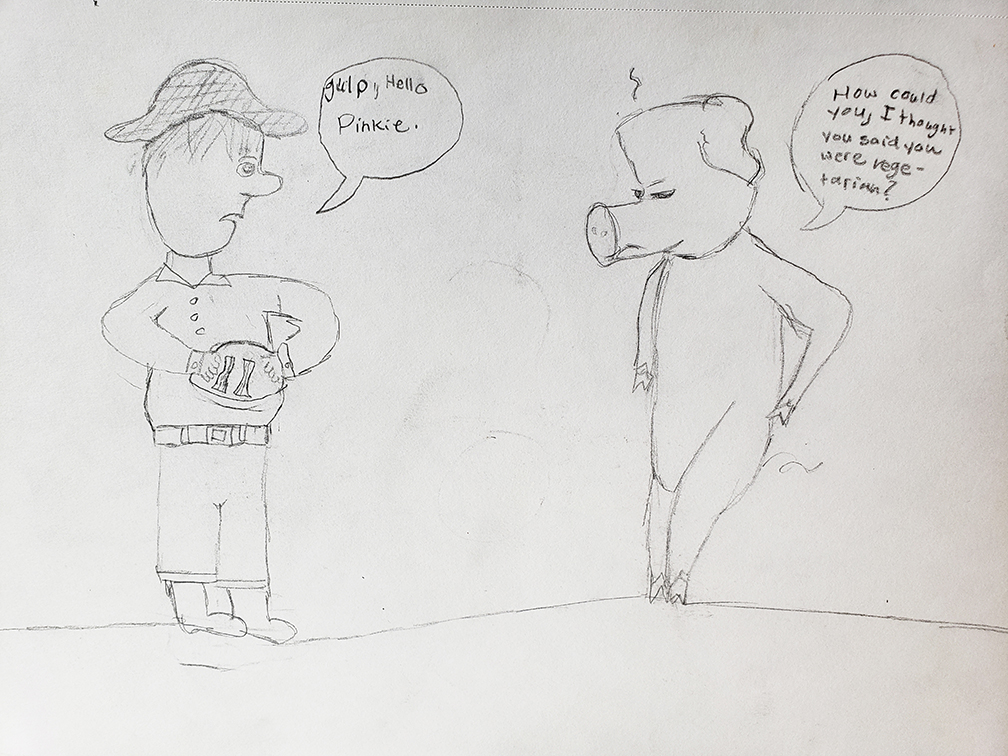 gulp, Hello
Pinkie.
How could
you, I thought
you said you
were vege-
tarian?